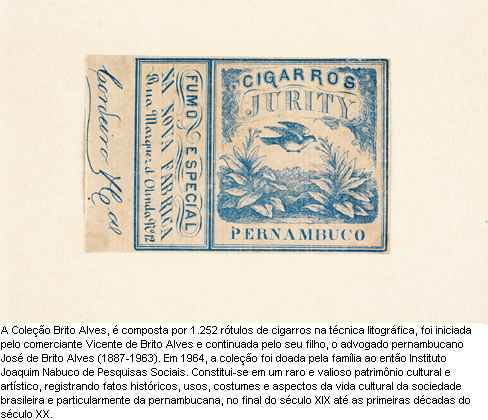 CIGARROS
JURITY
PERNAMBUCO
FUMO ESPECIAL
NA NOVA FABRICA
Rua Marquez d Olinda Nº 12
Cordeiro
A Coleção Brito Alves, é composta por 1.252 rótulos de cigarros na técnica litográfica, foi iniciada
pelo comerciante Vicente de Brito Alves e continuada pelo seu filho, o advogado pernambucano
José de Brito Alves (1887-1963). Em 1964, a coleção foi doada pela família ao então Instituto
Joaquim Nabuco de Pesquisas Sociais. Constitui-se em um raro e valioso patrimônio cultural e
artístico, registrando fatos históricos, usos, costumes e aspectos da vida cultural da sociedade
brasileira e particularmente da pernambucana, no final do século XIX até as primeiras décadas do
século XX.